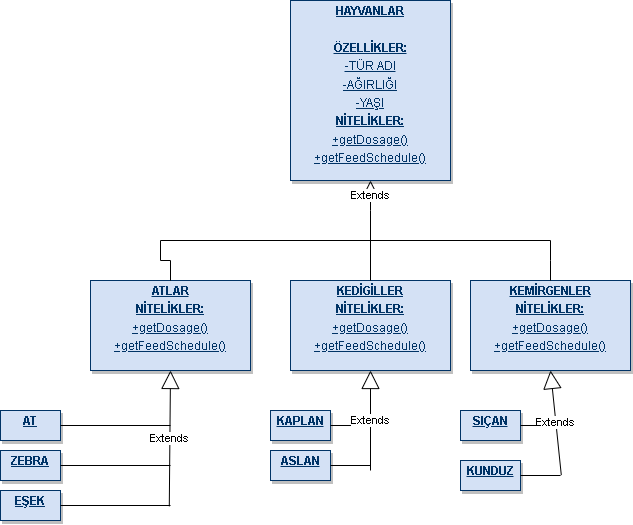 HAYVANLAR
ÖZELLİKLER:
-TÜR ADI
-AĞIRLIĞI
-YAŞI
NİTELİKLER:
+getDosage()
+getFeedSchedule()
Extends
ATLAR
NİTELİKLER:
+getDosage()
+getFeedSchedule()
KEDİGİLLER
NİTELİKLER:
+getDosage()
+getFeedSchedule()
KEMİRGENLER
NİTELİKLER:
+getDosage()
+getFeedSchedule()
AT
ZEBRA
EŞEK
Extends
KAPLAN
ASLAN
Extends
SIÇAN
KUNDUZ
Extends